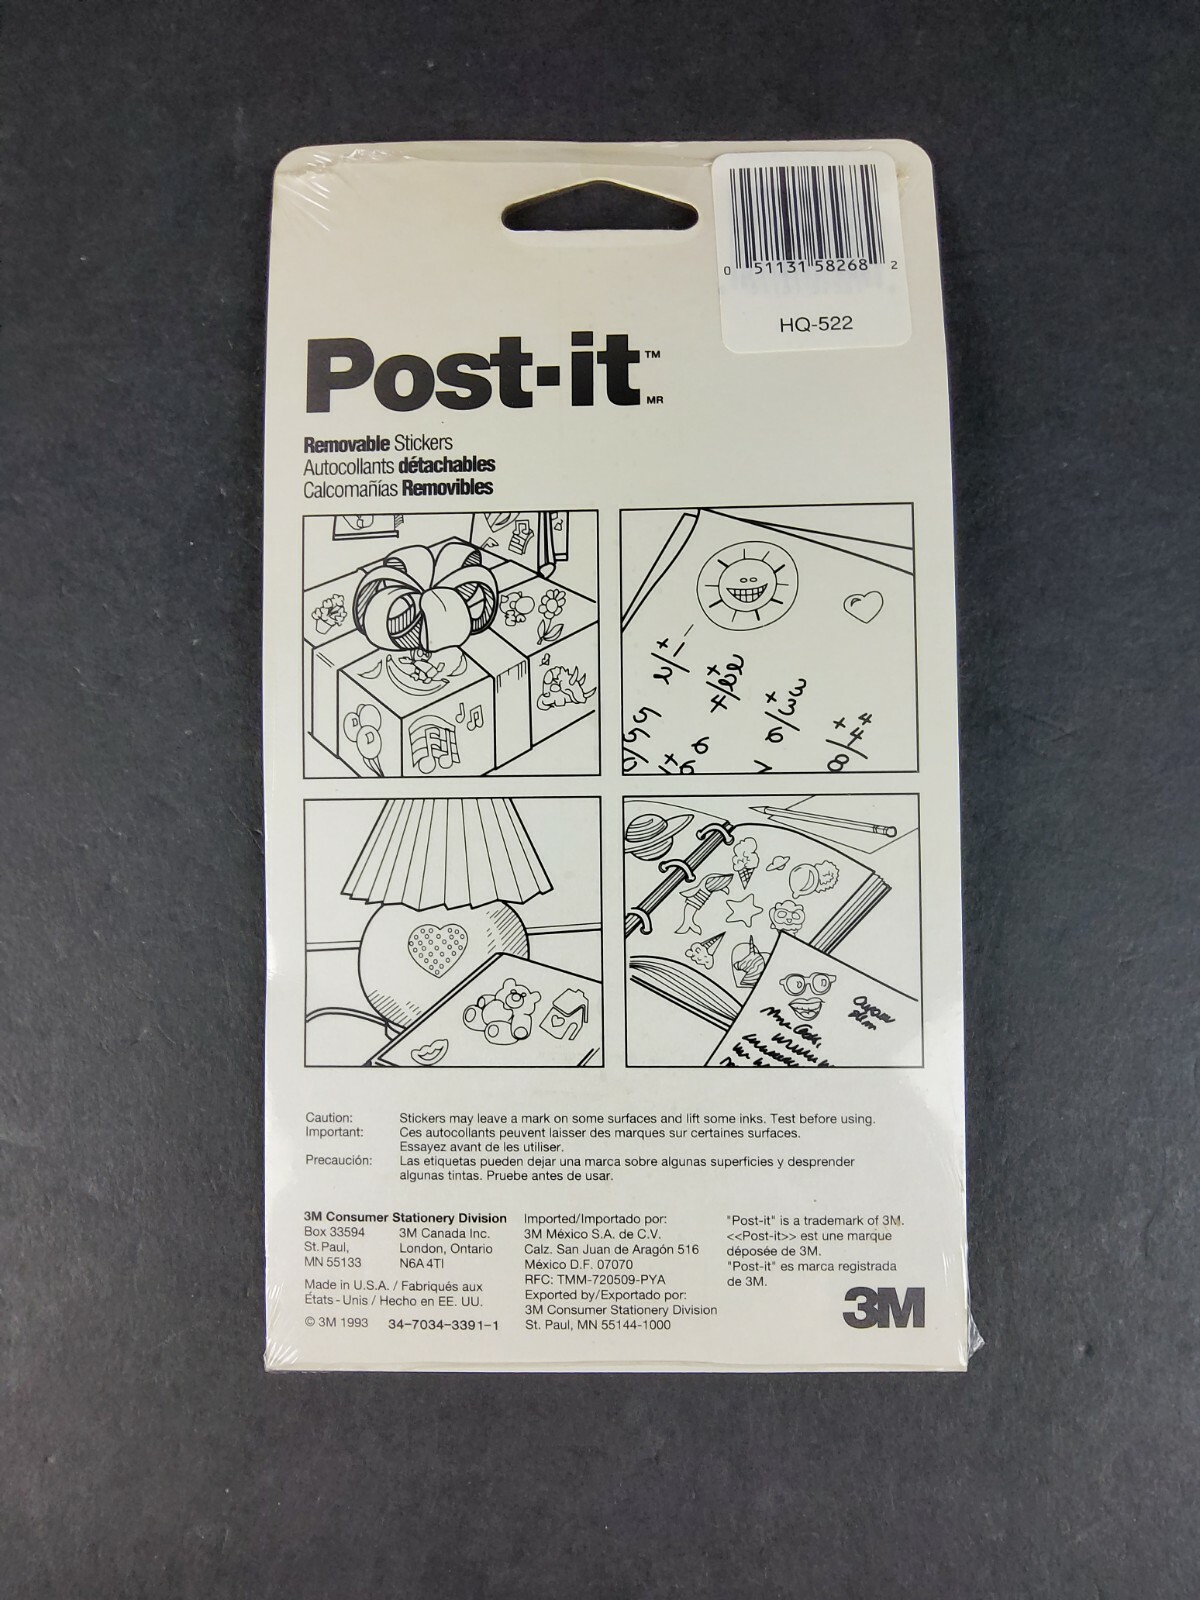 0 51131 58268 2
HQ-522
Post-it™ MR
Removable Stickers
Autocollants détachables
Calcomañías Removibles
+4
4
8
Caution: Stickers may leave a mark on some surfaces and lift some inks. Test before using.
Important: Ces autocollants peuvent laisser des marques sur certaines surfaces.
Essayez avant de les utiliser.
Precaución: Las etiquetas pueden dejar una marca sobre algunas superficies y desprender
algunas tintas. Pruebe antes de usar.
3M Consumer Stationery Division
Box 33594
St. Paul,
MN 55133
3M Canada Inc.
London, Ontario
N6A 4TI
Made in U.S.A. / Fabriqués aux
États-Unis / Hecho en EE. UU.
© 3M 1993 34-7034-3391-1
Imported/Importado por:
3M México S.A. de C.V.
Calz. San Juan de Aragón 516
México D.F. 07070
RFC: TMM-720509-PYA
Exported by/Exportado por:
3M Consumer Stationery Division
St. Paul, MN 55144-1000
"Post-it" is a trademark of 3M.
<<Post-it>> est une marque
déposée de 3M.
"Post-it" es marca registrada
de 3M.
3M